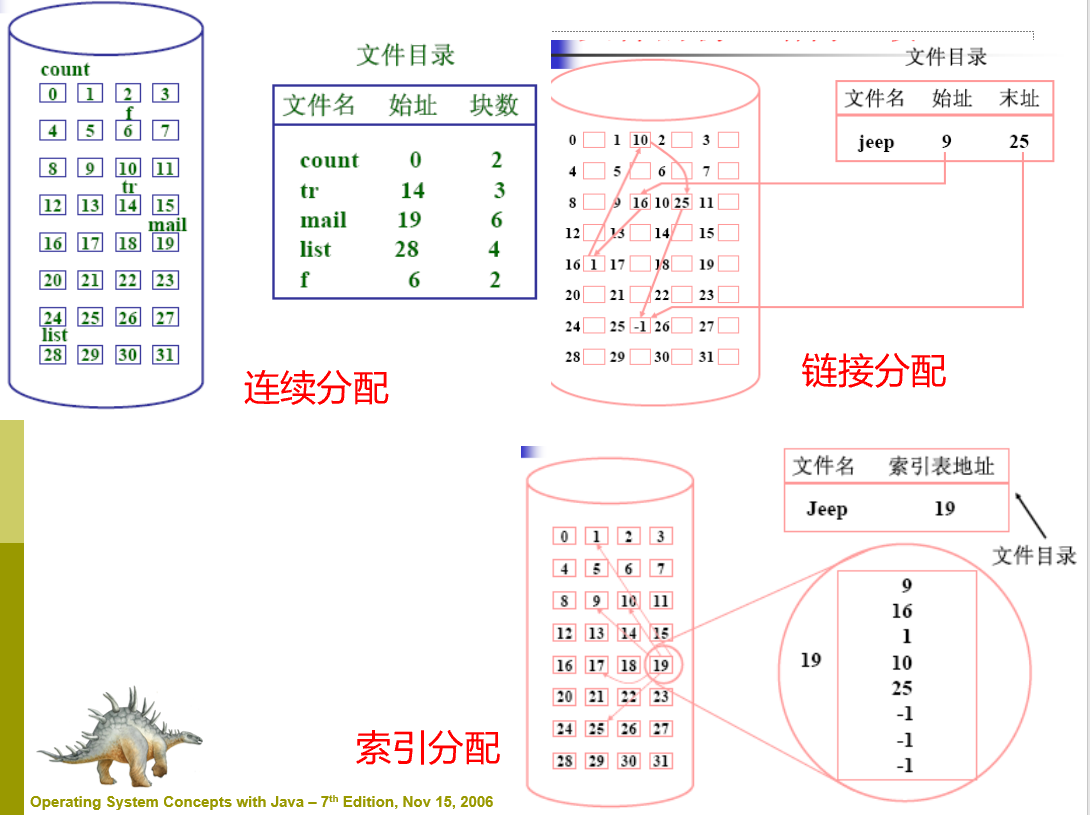 count
0 1 2 3
f
4 5 6 7
8 9 10 11
tr
12 13 14 15
mail
16 17 18 19
20 21 22 23
24 25 26 27
list
28 29 30 31
文件目录
文件名 始址 块数
count 0 2
tr 14 3
mail 19 6
list 28 4
f 6 2
连续分配
文件目录
文件名 始址 末址
jeep 9 25
0 1 10 2 3
4 5 6 7
8 9 16 10 25 11
12 13 14 15
16 1 17 18 19
20 21 22 23
24 25 -1 26 27
28 29 30 31
链接分配
文件名 索引表地址
Jeep 19
文件目录
0 1 2 3
4 5 6 7
8 9 10 11
12 13 14 15
16 17 18 19
20 21 22 23
24 25 26 27
28 29 30 31
19
9
16
1
10
25
-1
-1
-1
索引分配
Operating System Concepts with Java – 7th Edition, Nov 15, 2006